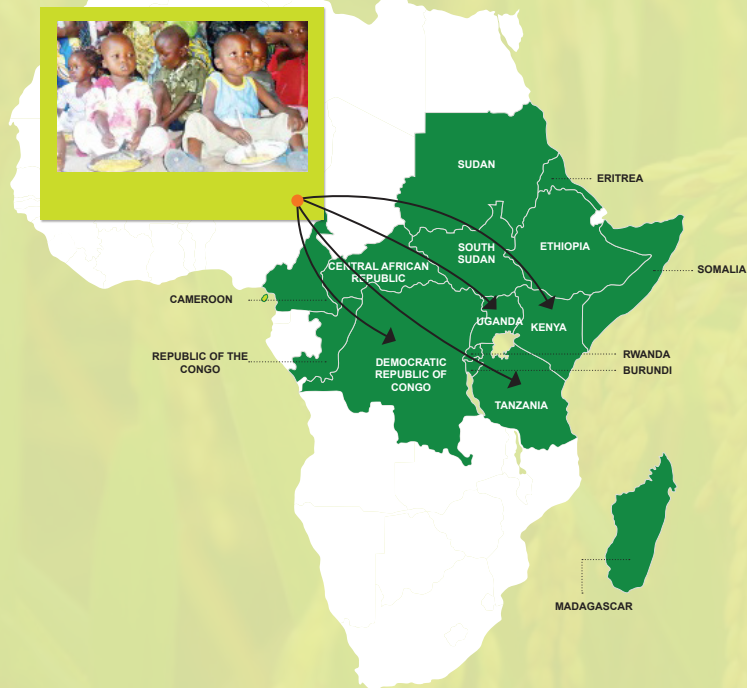 SUDAN
ERITREA
SOUTH
SUDAN
ETHIOPIA
CENTRAL AFRICAN
REPUBLIC
SOMALIA
CAMEROON
UGANDA
KENYA
REPUBLIC OF THE
CONGO
DEMOCRATIC
REPUBLIC OF
CONGO
RWANDA
BURUNDI
TANZANIA
MADAGASCAR